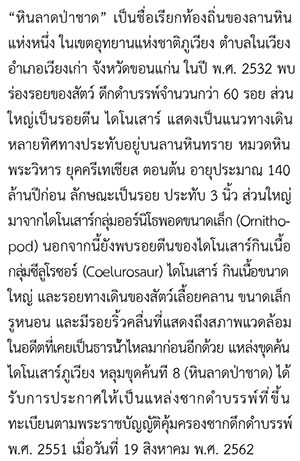 “หินลาดป่าชาด” เป็นชื่อเรียกท้องถิ่นของลานหิน
แห่งหนึ่ง ในเขตอุทยานแห่งชาติภูเวียง ตำบลในเวียง
อำเภอเวียงเก่า จังหวัดขอนแก่น ในปี พ.ศ. 2532 พบ
ร่องรอยของสัตว์ ดึกดำบรรพ์จำนวนกว่า 60 รอย ส่วน
ใหญ่เป็นรอยตีน ไดโนเสาร์ แสดงเป็นแนวทางเดิน
หลายทิศทางประทับอยู่บนลานหินทราย หมวดหิน
พระวิหาร ยุคครีเทเชียส ตอนต้น อายุประมาณ 140
ล้านปีก่อน ลักษณะเป็นรอย ประทับ 3 นิ้ว ส่วนใหญ่
มาจากไดโนเสาร์กลุ่มออร์นิโธพอดขนาดเล็ก (Ornitho-
pod) นอกจากนี้ยังพบรอยตีนของไดโนเสาร์กินเนื้อ
กลุ่มซีลูโรซอร์ (Coelurosaur) ไดโนเสาร์ กินเนื้อขนาด
ใหญ่ และรอยทางเดินของสัตว์เลื้อยคลาน ขนาดเล็ก
รูหนอน และมีรอยริ้วคลื่นที่แสดงถึงสภาพแวดล้อม
ในอดีตที่เคยเป็นธารน้ำไหลมาก่อนอีกด้วย แหล่งขุดค้น
ไดโนเสาร์ภูเวียง หลุมขุดค้นที่ 8 (หินลาดป่าชาด) ได้
รับการประกาศให้เป็นแหล่งซากดำบรรพ์ที่ขึ้น
ทะเบียนตามพระราชบัญญัติคุ้มครองซากดึกดำบรรพ์
พ.ศ. 2551 เมื่อวันที่ 19 สิงหาคม พ.ศ. 2562